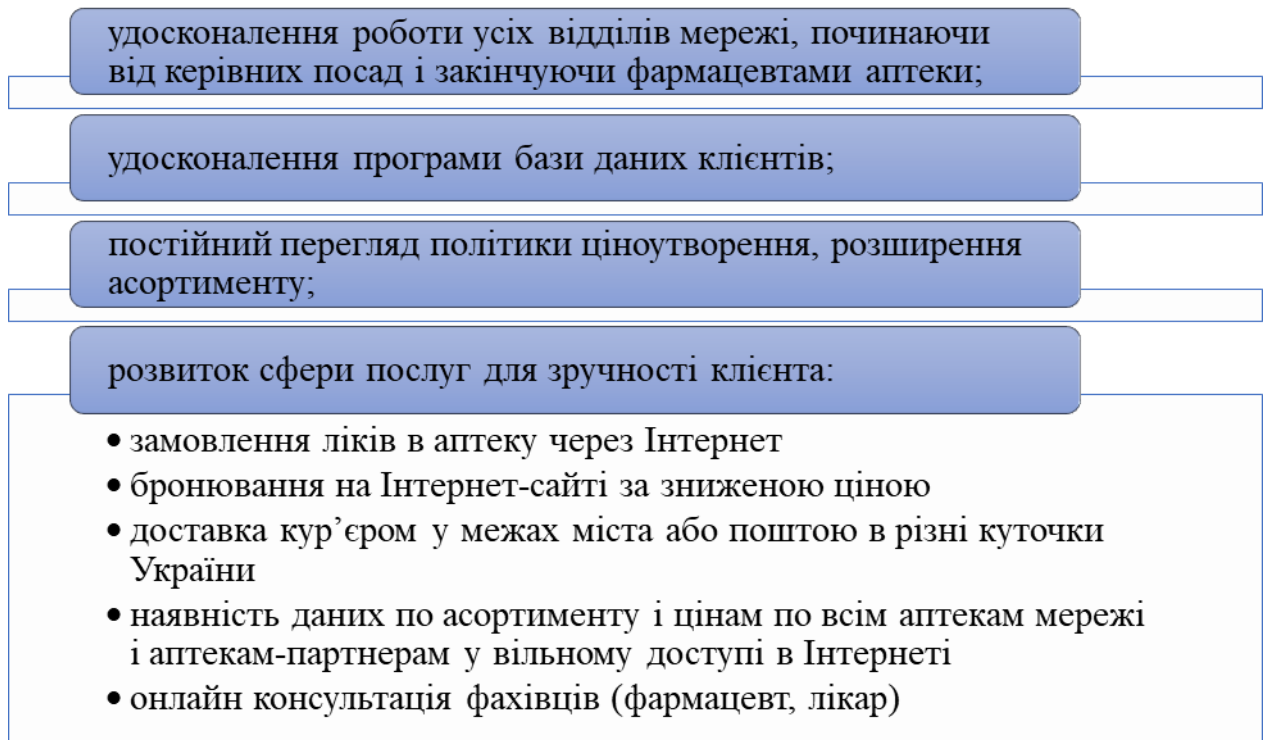 удосконалення роботи усіх відділів мережі, починаючи
від керівних посад і закінчуючи фармацевтами аптеки;
удосконалення програми бази даних клієнтів;
постійний перегляд політики ціноутворення, розширення
асортименту;
розвиток сфери послуг для зручності клієнта:
• замовлення ліків в аптеку через Інтернет
• бронювання на Інтернет-сайті за зниженою ціною
• доставка кур’єром у межах міста або поштою в різні куточки
України
• наявність даних по асортименту і цінам по всім аптекам мережі
і аптекам-партнерам у вільному доступі в Інтернеті
• онлайн консультація фахівців (фармацевт, лікар)